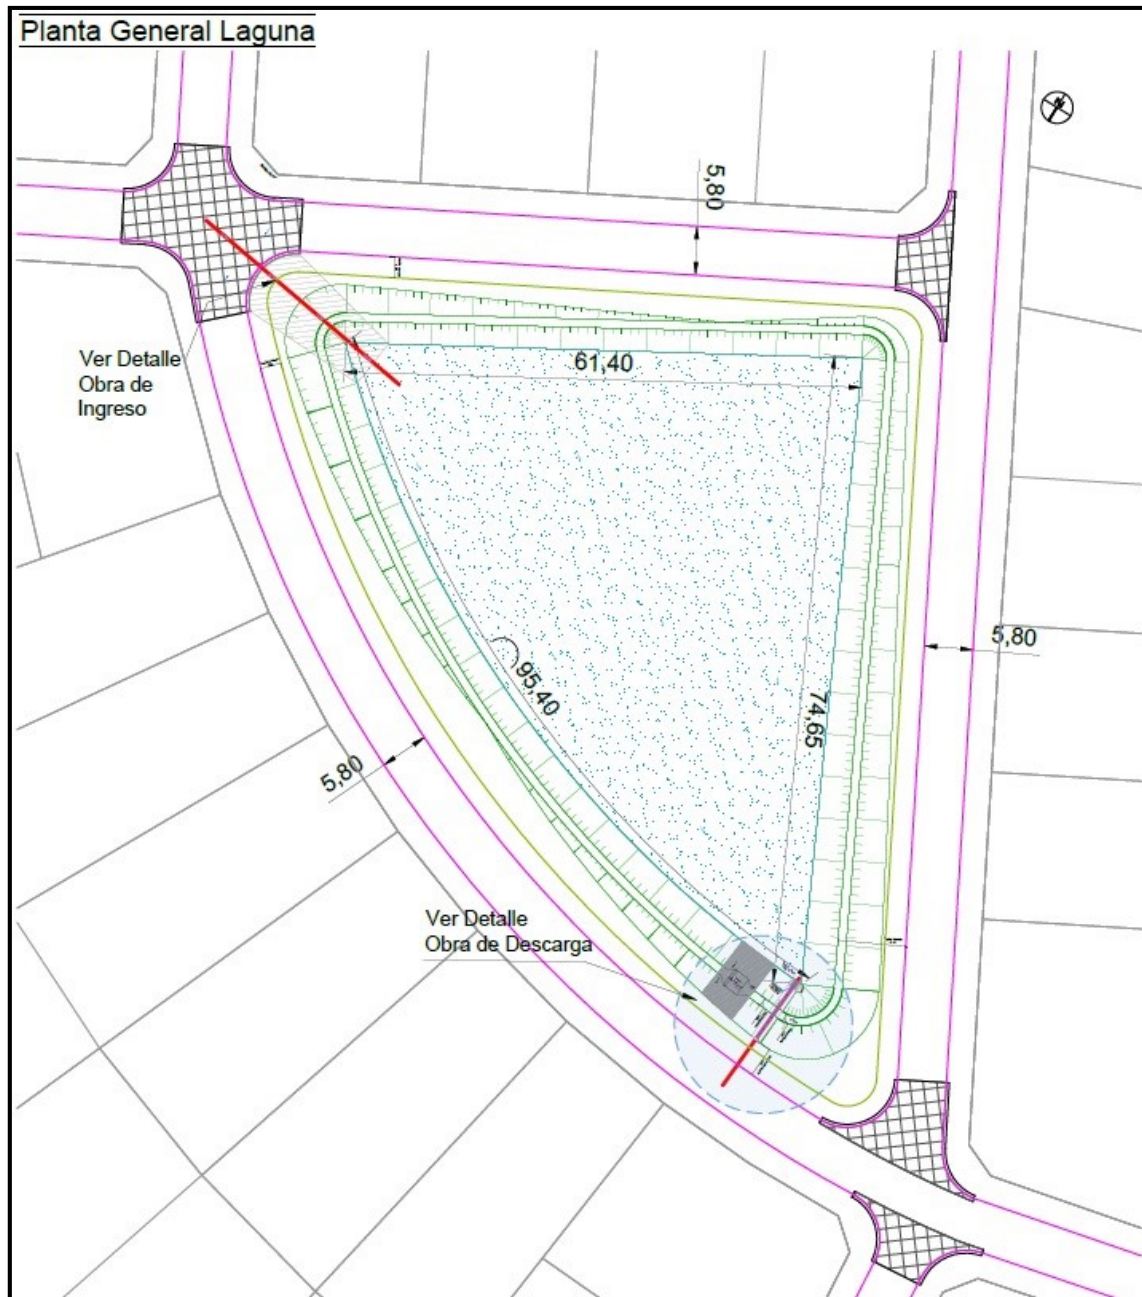 Planta General Laguna
5,80
Ver Detalle
Obra de
Ingreso
61,40
5,80
95,40
74,65
5,80
Ver Detalle
Obra de Descarga